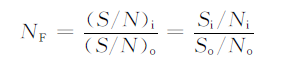 N_F = (S/N)_i / (S/N)_o = S_i/N_i / S_o/N_o